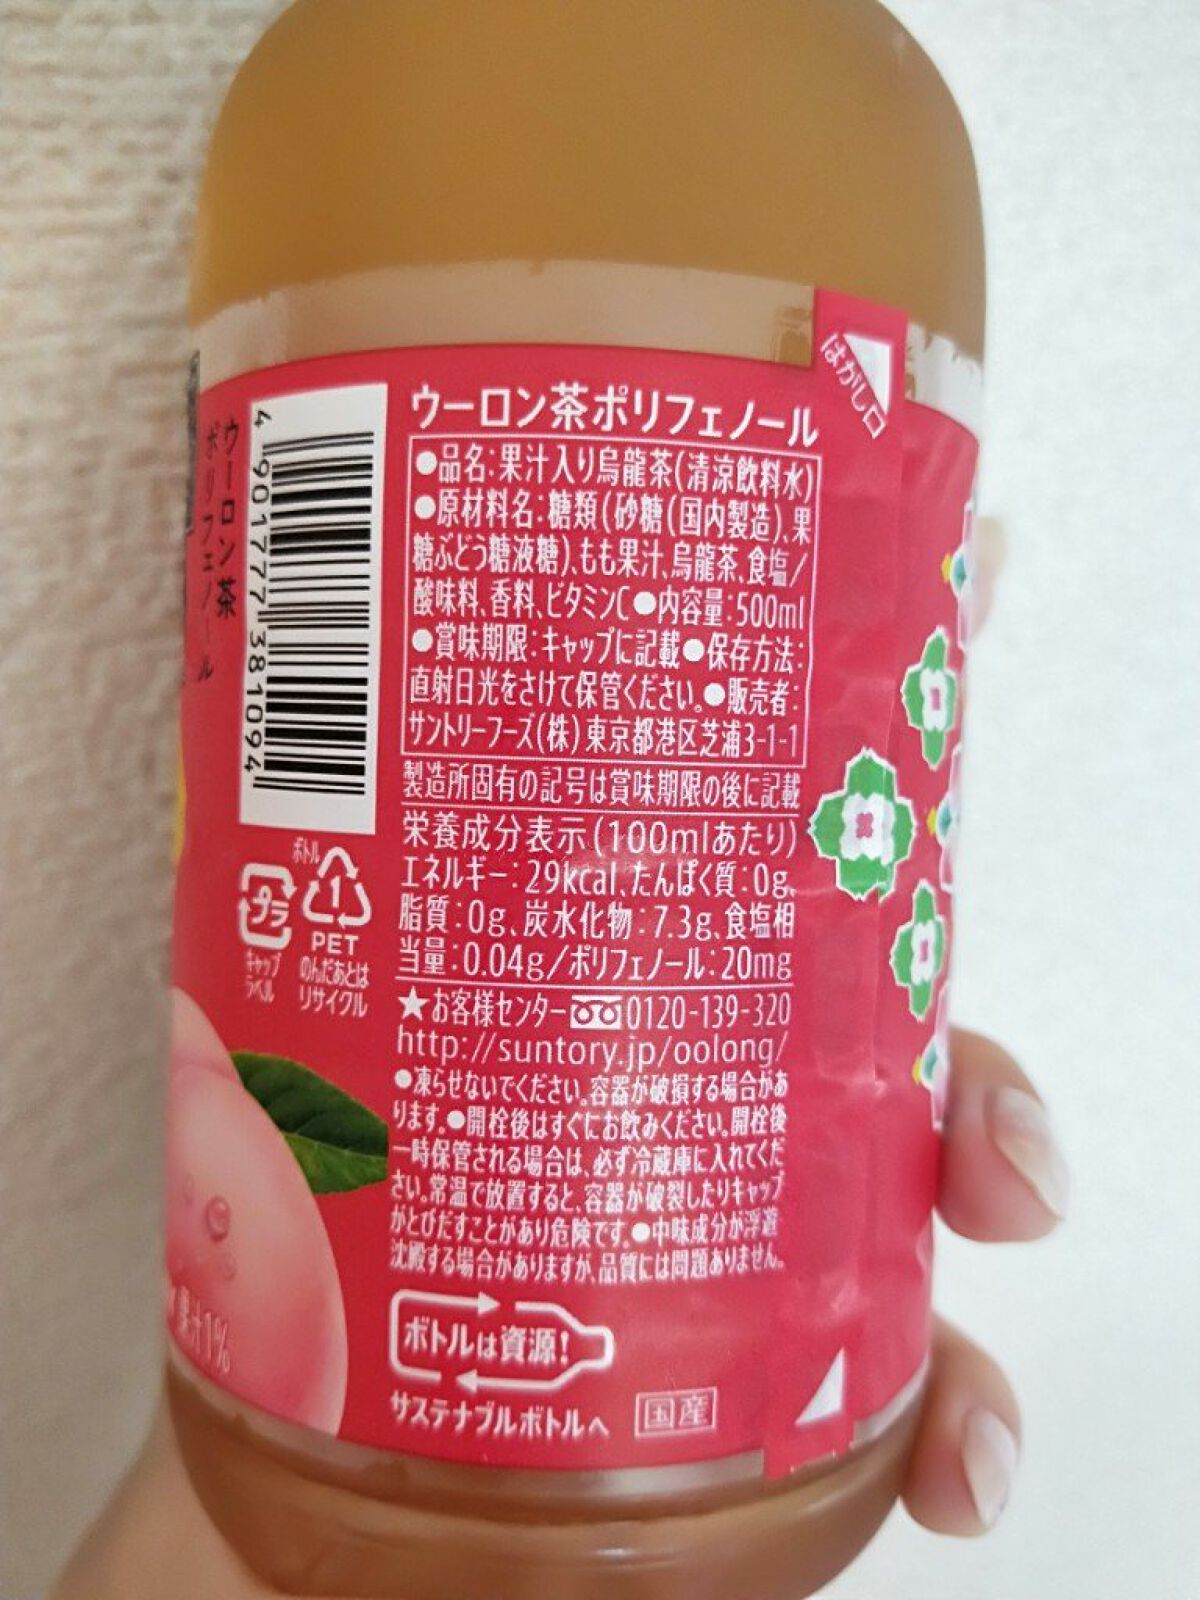 ウーロン茶ポリフェノール
●品名:果汁入り烏龍茶(清涼飲料水)
●原材料名:糖類(砂糖(国内製造)、果
糖ぶどう糖液糖)、もも果汁、烏龍茶、食塩/
酸味料、香料、ビタミンC●内容量:500ml
●賞味期限:キャップに記載●保存方法:
直射日光をさけて保管ください。●販売者:
サントリーフーズ(株)東京都港区芝浦3-1-1
製造所固有の記号は賞味期限の後に記載
栄養成分表示(100mlあたり)
エネルギー:29kcal、たんぱく質:0g、
脂質:0g、炭水化物:7.3g、食塩相
当量:0.04g/ポリフェノール:20mg
★お客様センター 0120-139-320
http://suntory.jp/oolong/
●凍らせないでください。容器が破損する場合があ
ります。●開栓後はすぐにお飲みください。開栓後
一時保管される場合は、必ず冷蔵庫に入れてくだ
さい。常温で放置すると、容器が破裂したりキャップ
がとびだすことがあり危険です。●中味成分が浮遊・
沈殿する場合がありますが、品質には問題ありません。
ボトルは資源!
サステナブルボトルへ
国産
はがし口
4 901777 381094
ウーロン茶
ポリフェノール
プラ
キャップ
ラベル
ボトル
1
PET
のんだあとは
リサイクル
果汁1%